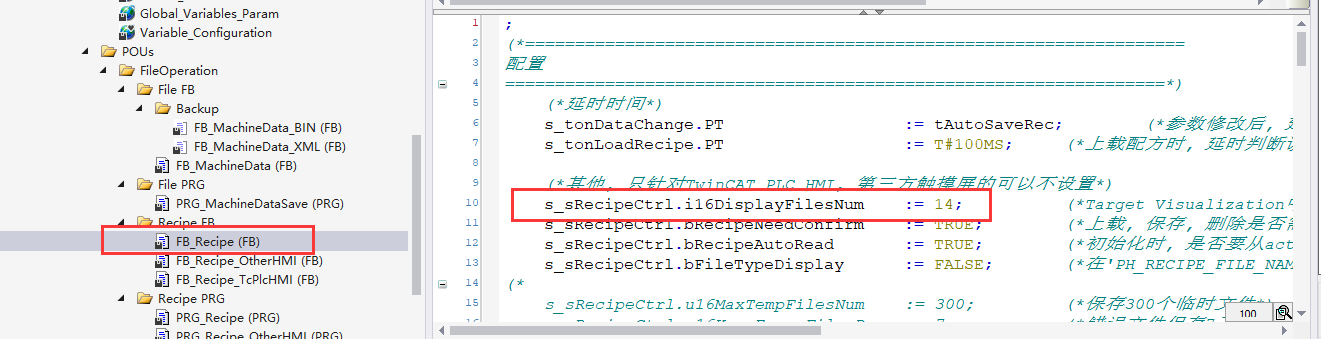 Global_Variables_Param
Variable_Configuration
POUs
FileOperation
File FB
Backup
FB_MachineData_BIN (FB)
FB_MachineData_XML (FB)
FB_MachineData (FB)
File PRG
PRG_MachineDataSave (PRG)
Recipe FB
FB_Recipe (FB)
FB_Recipe_OtherHMI (FB)
FB_Recipe_TcPlcHMI (FB)
Recipe PRG
PRG_Recipe (PRG)
PRG_Recipe_OtherHMI (PRG)
1 ;
2 (*==================================================================
3 配置
4 ==================================================================*)
5 (*延时时间*)
6 s_tonDataChange.PT := tAutoSaveRec; (*参数修改后, 延
7 s_tonLoadRecipe.PT := T#100MS; (*上载配方时, 延时判断
8
9 (*其他, 只针对TwinCAT PLC HMI, 第三方触摸屏的可以不设置*)
10 s_sRecipeCtrl.i16DisplayFilesNum := 14; (*Target Visualization
11 s_sRecipeCtrl.bRecipeNeedConfirm := TRUE; (*上载, 保存, 删除是否需
12 s_sRecipeCtrl.bRecipeAutoRead := TRUE; (*初始化时, 是否要从act
13 s_sRecipeCtrl.bFileTypeDisplay := FALSE; (*在'PH_RECIPE_FILE_NAM
14 (*
15 s_sRecipeCtrl.u16MaxTempFilesNum := 300; (*保存300个临时文件*)
100